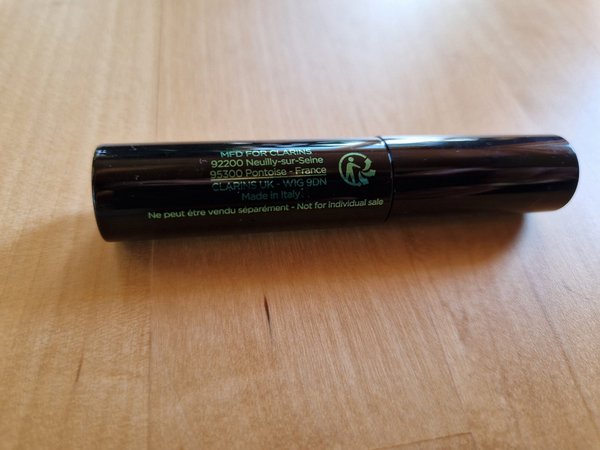 MFD FOR CLARINS
92200 Neuilly-sur-Seine
95300 Pontoise - France
CLARINS UK - W1G 9DN
Made in Italy
Ne peut être vendu séparément - Not for individual sale